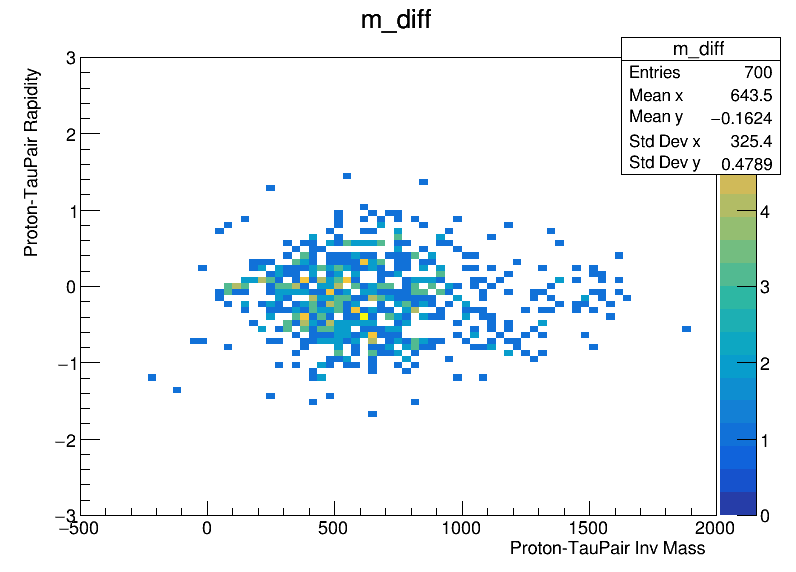 m_diff
m_diff
Entries 700
Mean x 643.5
Mean y −0.1624
Std Dev x 325.4
Std Dev y 0.4789
Proton-TauPair Rapidity
3
2
1
0
−1
−2
−3
4
3
2
1
0
−500 0 500 1000 1500 2000
Proton-TauPair Inv Mass